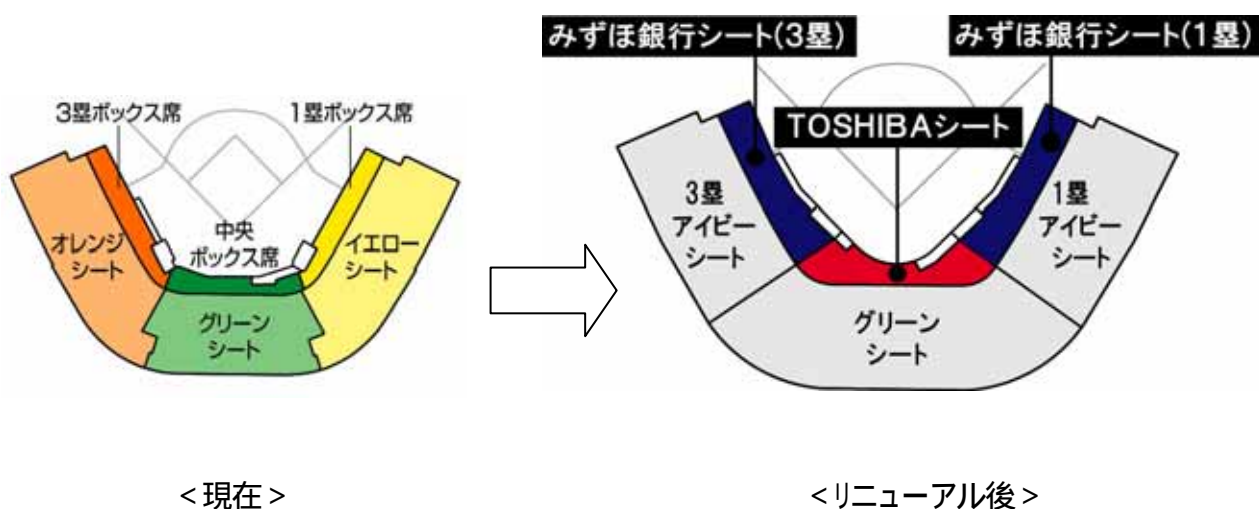 3塁ボックス席
1塁ボックス席
オレンジ
シート
中央
ボックス席
イエロー
シート
グリーン
シート
<現在>
みずほ銀行シート(3塁)
みずほ銀行シート(1塁)
TOSHIBAシート
3塁
アイビー
シート
1塁
アイビー
シート
グリーン
シート
<リニューアル後>